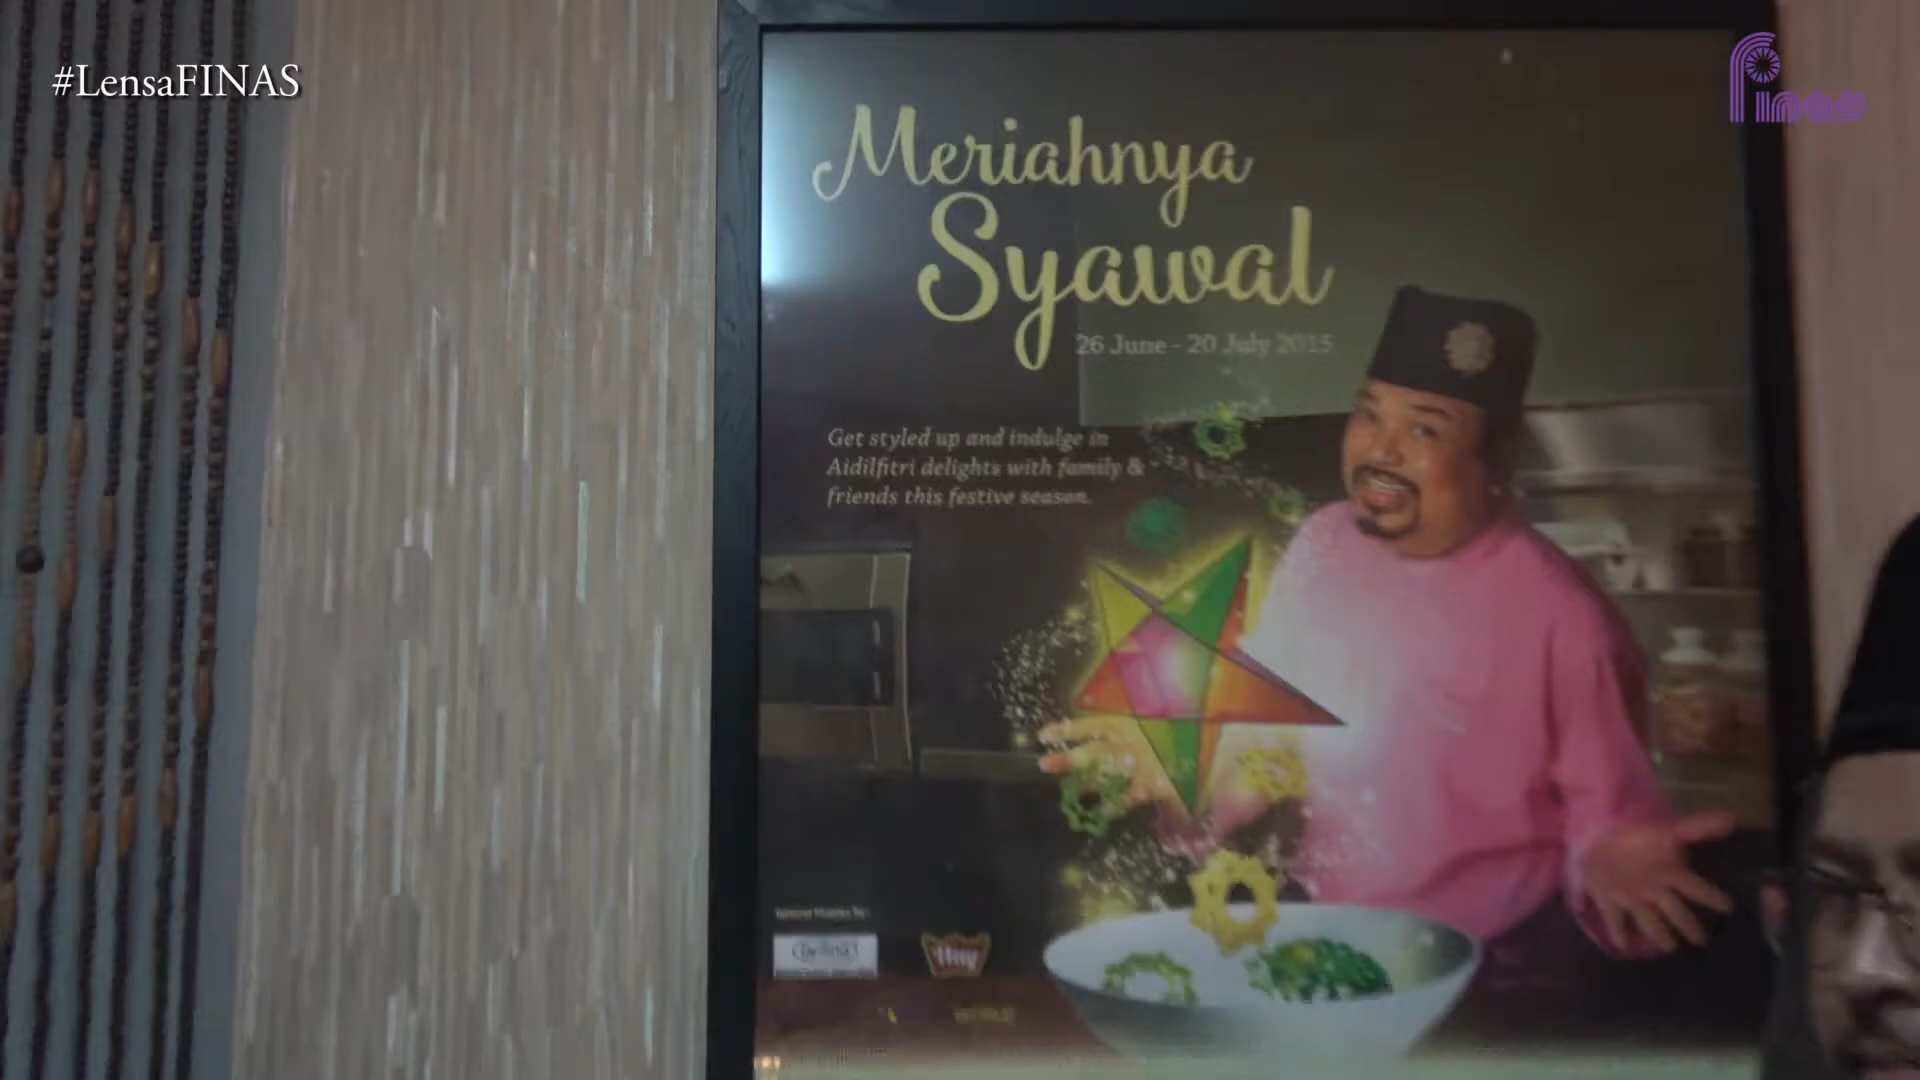 #LensaFINAS
Finas
Meriahnya
Syawal
26 June - 20 July 2015
Get styled up and indulge in
Aidilfitri delights with family &
friends this festive season.